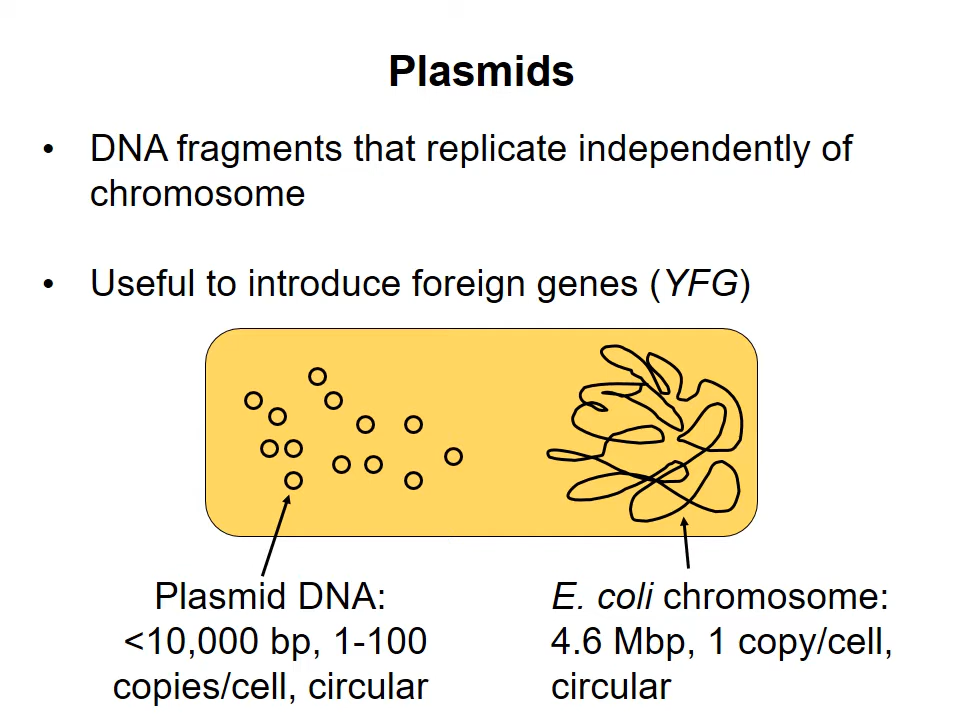 Plasmids
• DNA fragments that replicate independently of
chromosome
• Useful to introduce foreign genes (YFG)
Plasmid DNA:
<10,000 bp, 1-100
copies/cell, circular
E. coli chromosome:
4.6 Mbp, 1 copy/cell,
circular